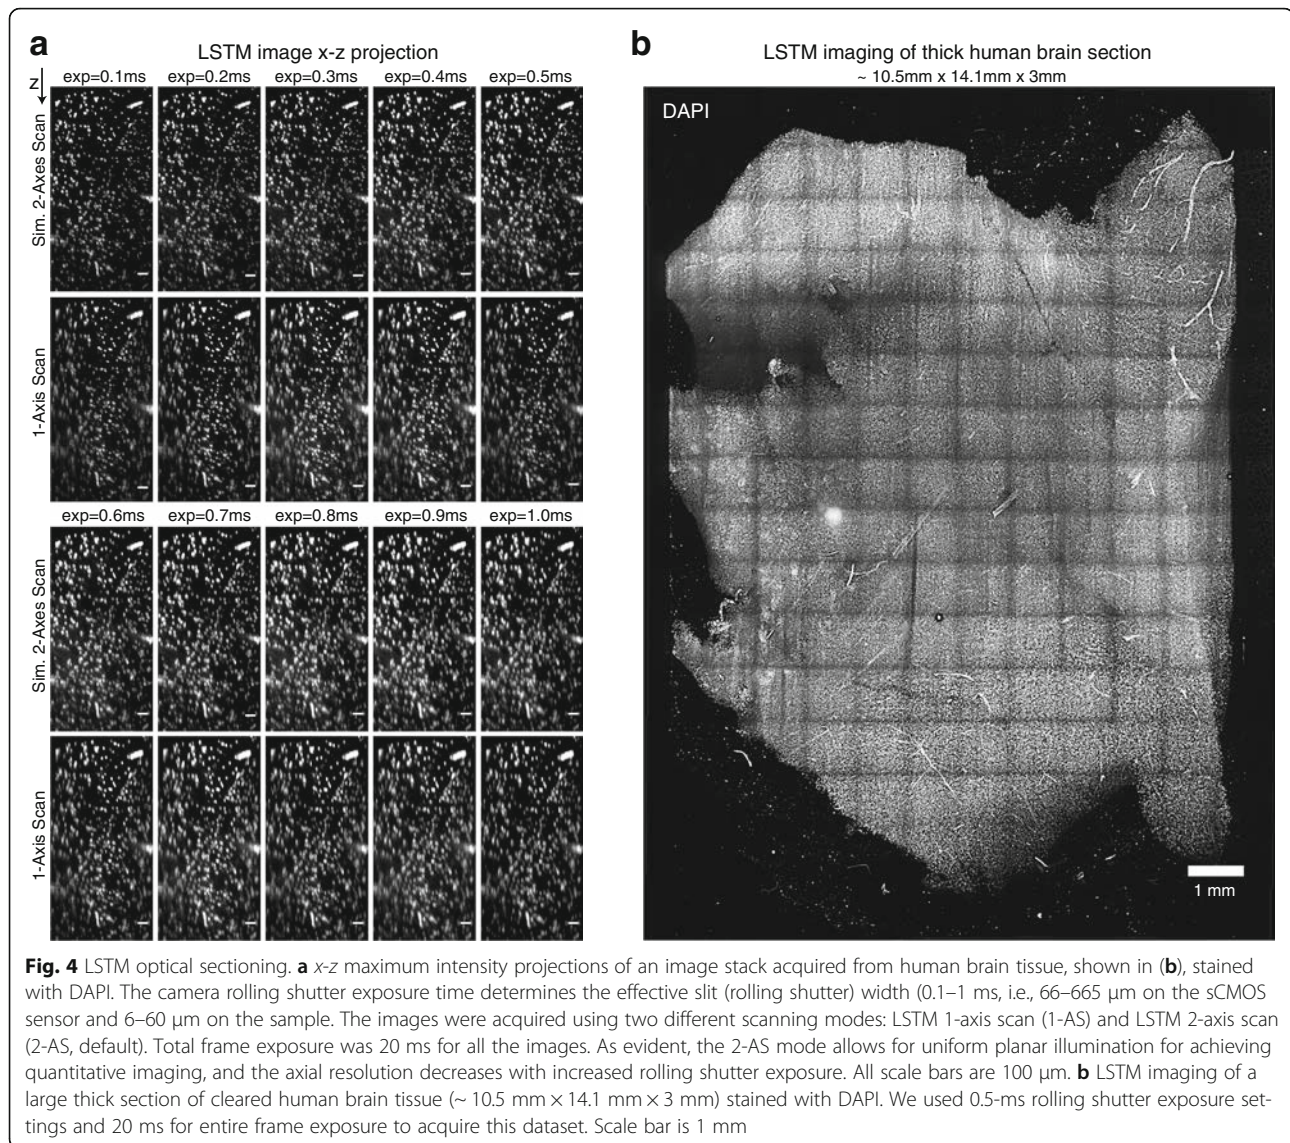 a
LSTM image x-z projection
z
exp=0.1ms exp=0.2ms exp=0.3ms exp=0.4ms exp=0.5ms
Sim. 2-Axes Scan
1-Axis Scan
exp=0.6ms exp=0.7ms exp=0.8ms exp=0.9ms exp=1.0ms
Sim. 2-Axes Scan
1-Axis Scan
b
LSTM imaging of thick human brain section
~ 10.5mm x 14.1mm x 3mm
DAPI
1 mm
Fig. 4 LSTM optical sectioning. a x-z maximum intensity projections of an image stack acquired from human brain tissue, shown in (b), stained
with DAPI. The camera rolling shutter exposure time determines the effective slit (rolling shutter) width (0.1–1 ms, i.e., 66–665 μm on the sCMOS
sensor and 6–60 μm on the sample. The images were acquired using two different scanning modes: LSTM 1-axis scan (1-AS) and LSTM 2-axis scan
(2-AS, default). Total frame exposure was 20 ms for all the images. As evident, the 2-AS mode allows for uniform planar illumination for achieving
quantitative imaging, and the axial resolution decreases with increased rolling shutter exposure. All scale bars are 100 μm. b LSTM imaging of a
large thick section of cleared human brain tissue (~ 10.5 mm × 14.1 mm × 3 mm) stained with DAPI. We used 0.5-ms rolling shutter exposure set-
tings and 20 ms for entire frame exposure to acquire this dataset. Scale bar is 1 mm